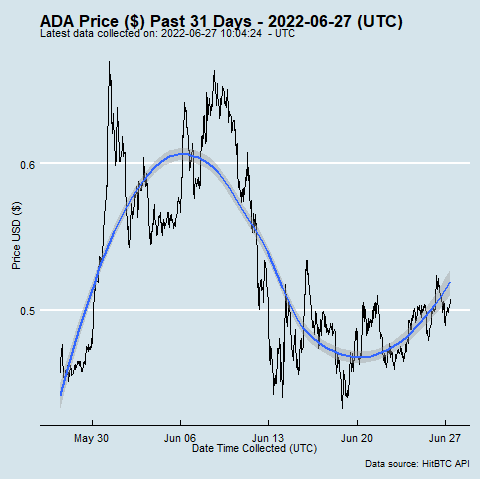 ADA Price ($) Past 31 Days - 2022-06-27 (UTC)
Latest data collected on: 2022-06-27 10:04:24 - UTC
Price USD ($)
0.6
0.5
May 30 Jun 06 Jun 13 Jun 20 Jun 27
Date Time Collected (UTC)
Data source: HitBTC API